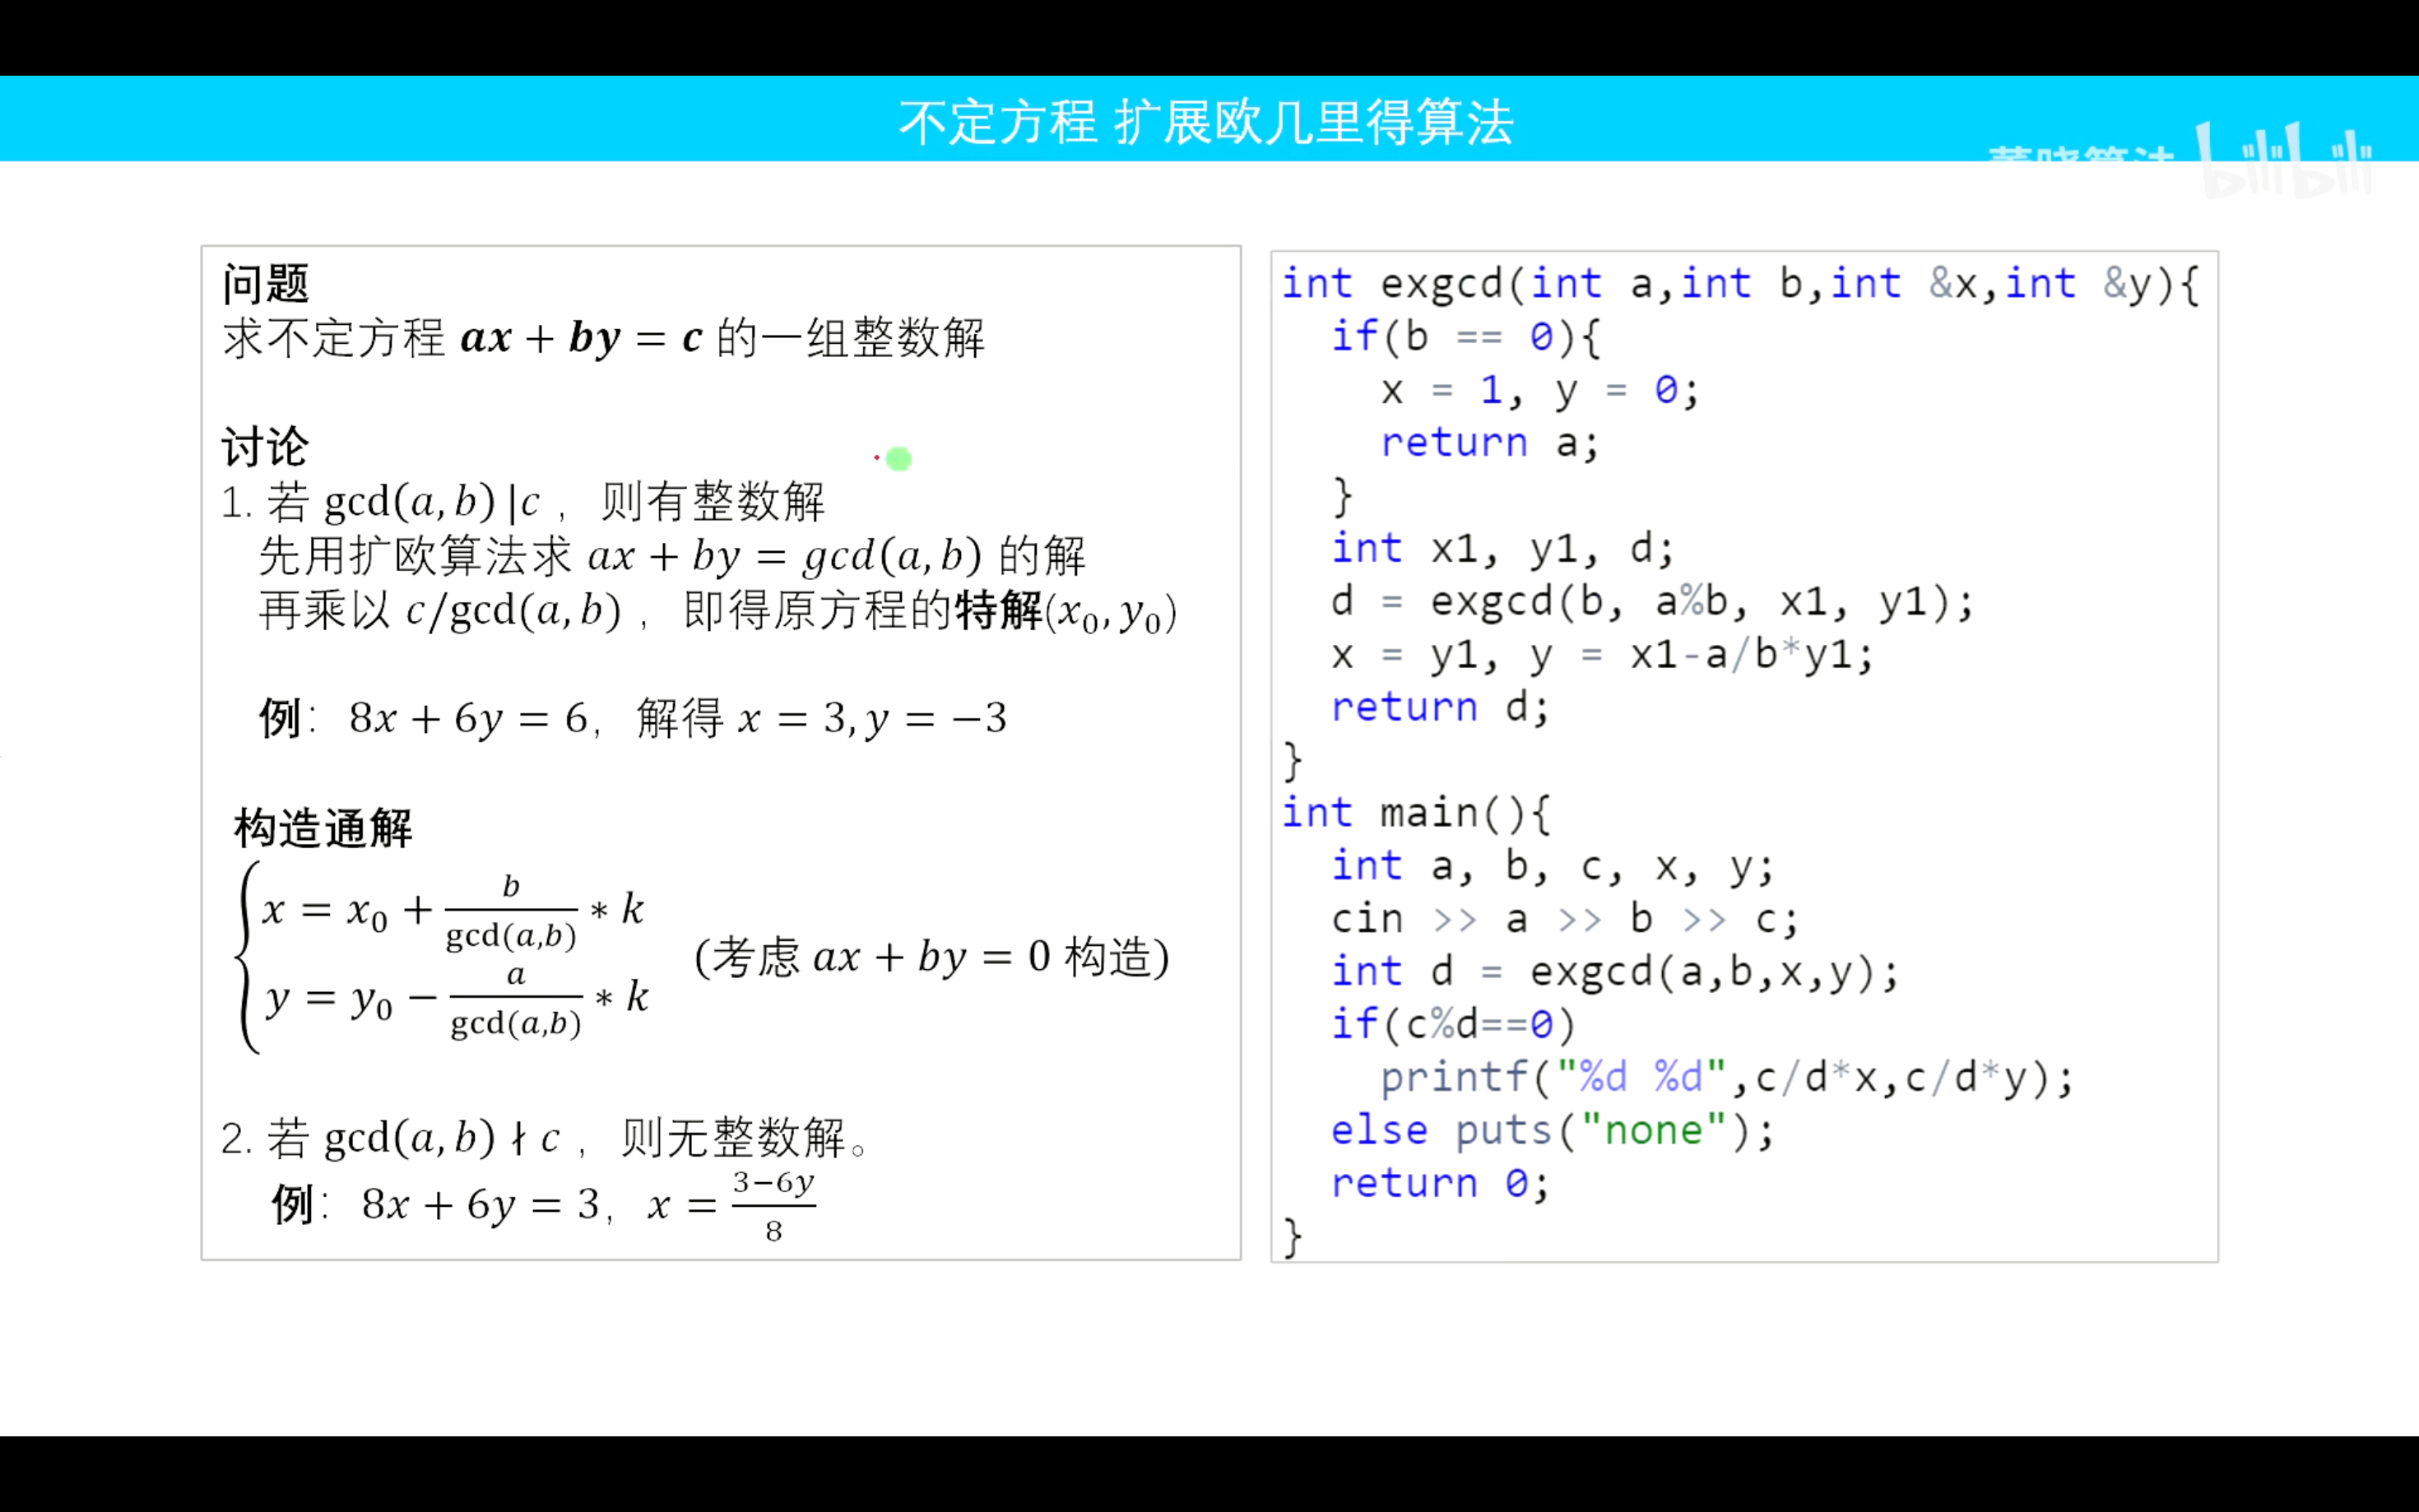 不定方程 扩展欧几里得算法
bilibili
问题
求不定方程 ax + by = c 的一组整数解
讨论
1. 若 gcd(a, b) |c ， 则有整数解
先用扩欧算法求 ax + by = gcd(a, b) 的解
再乘以 c/gcd(a, b) ， 即得原方程的特解(x₀, y₀)
例： 8x + 6y = 6， 解得 x = 3, y = −3
构造通解
x = x₀ + b/gcd(a,b) * k
y = y₀ − a/gcd(a,b) * k
(考虑 ax + by = 0 构造)
2. 若 gcd(a, b) ∤ c ， 则无整数解。
例： 8x + 6y = 3， x = 3−6y/8
int exgcd(int a,int b,int &x,int &y){
if(b == 0){
x = 1, y = 0;
return a;
}
int x1, y1, d;
d = exgcd(b, a%b, x1, y1);
x = y1, y = x1-a/b*y1;
return d;
}
int main(){
int a, b, c, x, y;
cin >> a >> b >> c;
int d = exgcd(a,b,x,y);
if(c%d==0)
printf("%d %d",c/d*x,c/d*y);
else puts("none");
return 0;
}